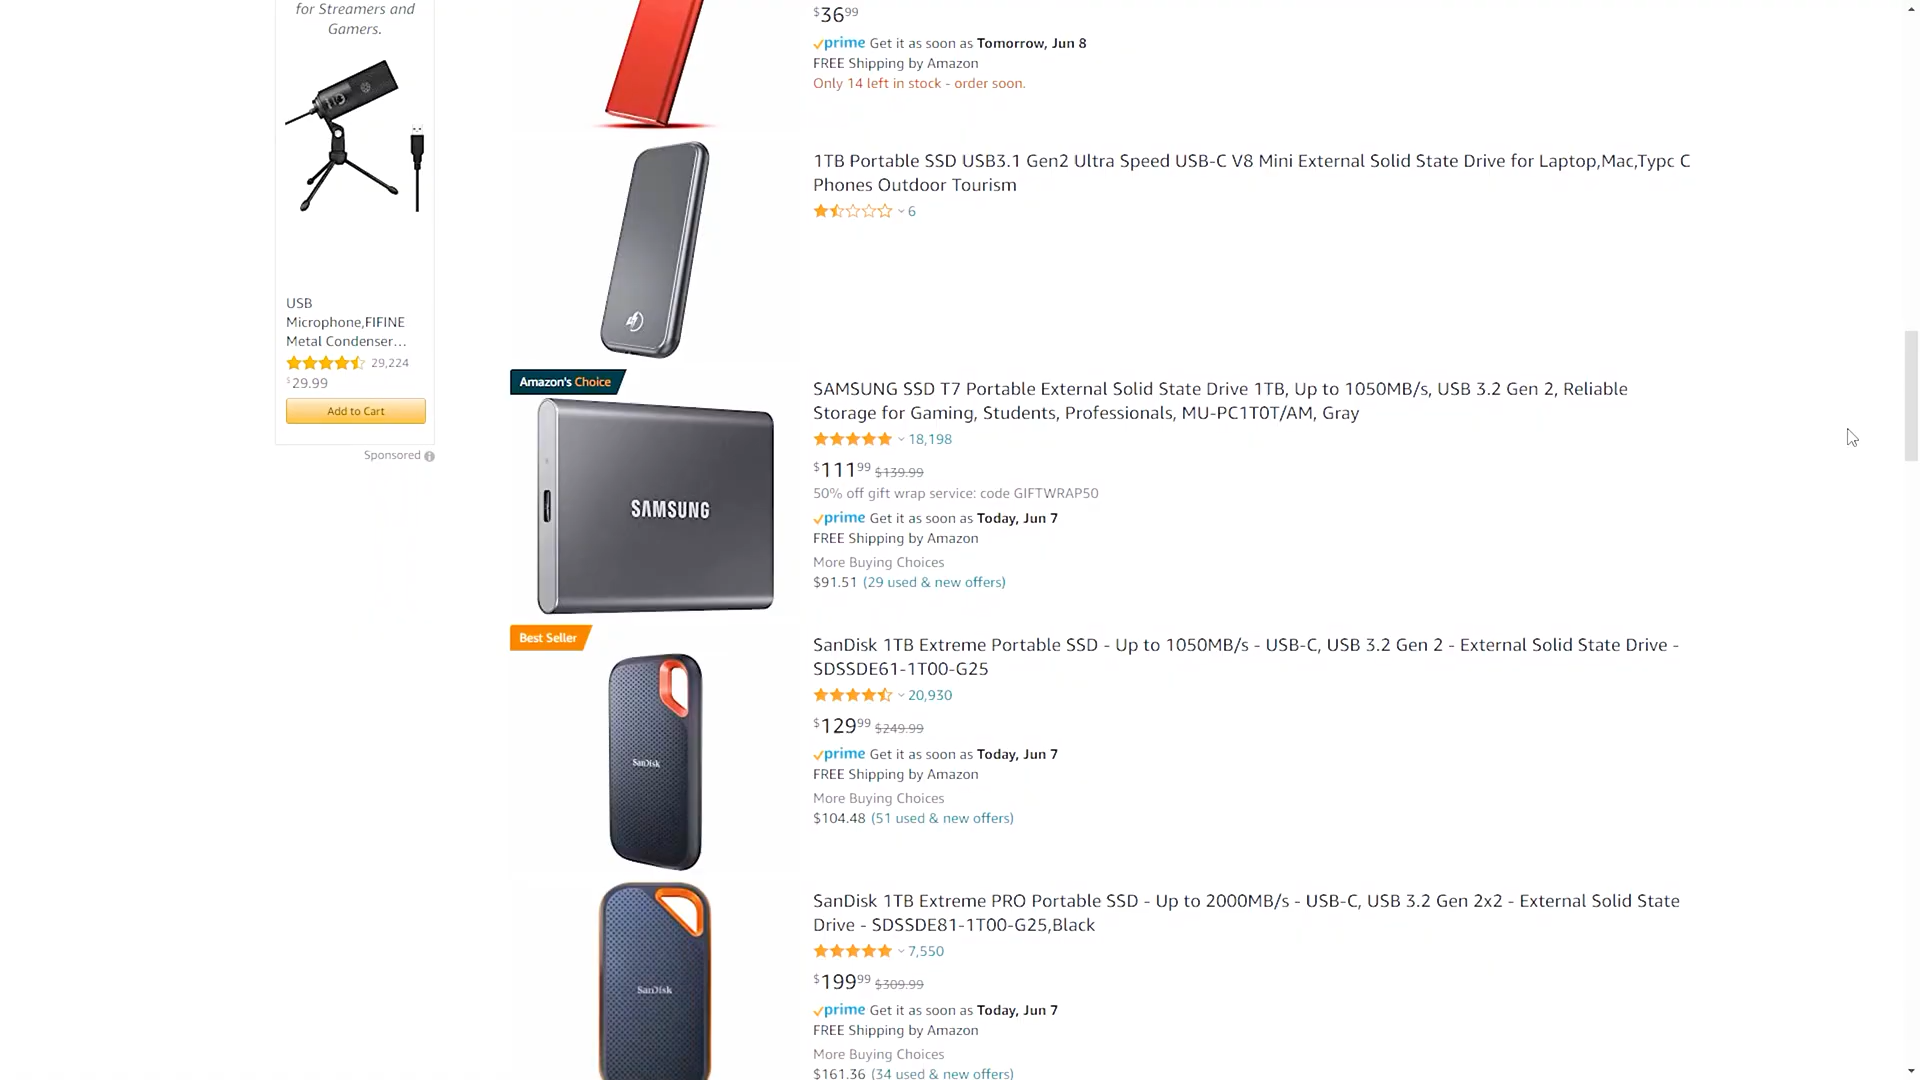 for Streamers and
Gamers.
USB
Microphone,FIFINE
Metal Condenser...
29,224
$29.99
Add to Cart
Sponsored
$36.99
prime Get it as soon as Tomorrow, Jun 8
FREE Shipping by Amazon
Only 14 left in stock - order soon.
1TB Portable SSD USB3.1 Gen2 Ultra Speed USB-C V8 Mini External Solid State Drive for Laptop,Mac,Typc C
Phones Outdoor Tourism
6
Amazon's Choice
SAMSUNG
SAMSUNG SSD T7 Portable External Solid State Drive 1TB, Up to 1050MB/s, USB 3.2 Gen 2, Reliable
Storage for Gaming, Students, Professionals, MU-PC1T0T/AM, Gray
18,198
$111.99 $139.99
50% off gift wrap service: code GIFTWRAP50
prime Get it as soon as Today, Jun 7
FREE Shipping by Amazon
More Buying Choices
$91.51 (29 used & new offers)
Best Seller
SanDisk
SanDisk 1TB Extreme Portable SSD - Up to 1050MB/s - USB-C, USB 3.2 Gen 2 - External Solid State Drive -
SDSSDE61-1T00-G25
20,930
$129.99 $249.99
prime Get it as soon as Today, Jun 7
FREE Shipping by Amazon
More Buying Choices
$104.48 (51 used & new offers)
SanDisk
SanDisk 1TB Extreme PRO Portable SSD - Up to 2000MB/s - USB-C, USB 3.2 Gen 2x2 - External Solid State
Drive - SDSSDE81-1T00-G25,Black
7,550
$199.99 $309.99
prime Get it as soon as Today, Jun 7
FREE Shipping by Amazon
More Buying Choices
$161.36 (34 used & new offers)